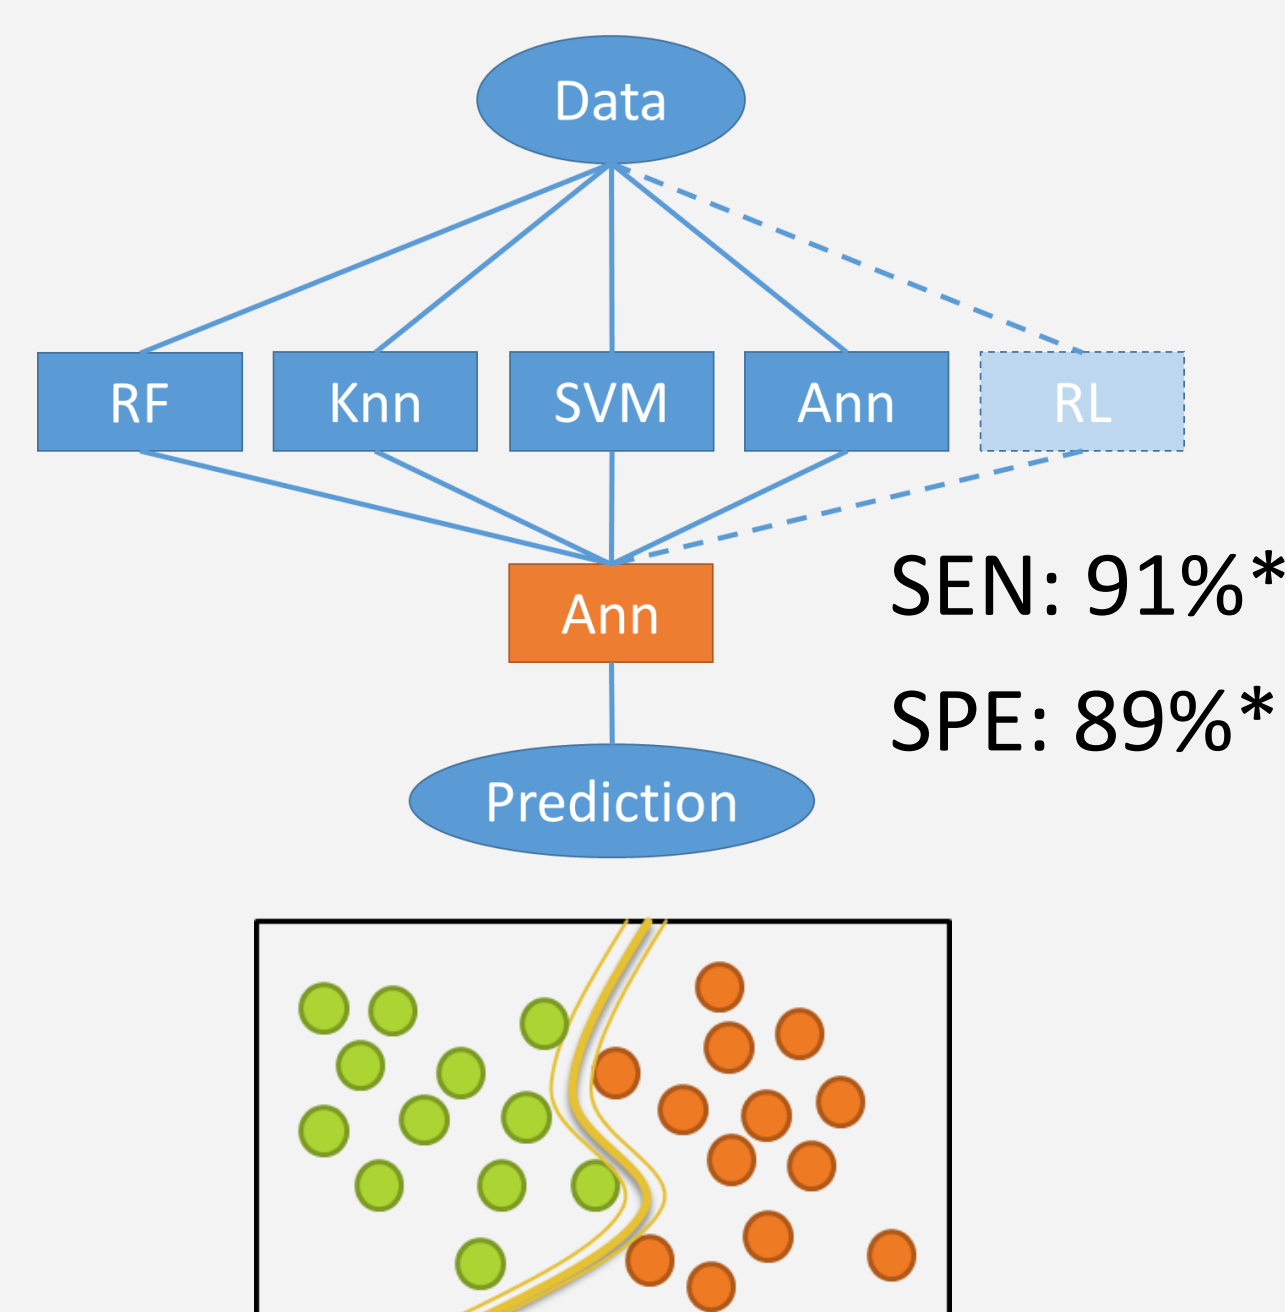 Data
RF
Knn
SVM
Ann
RL
Ann
SEN: 91%*
SPE: 89%*
Prediction